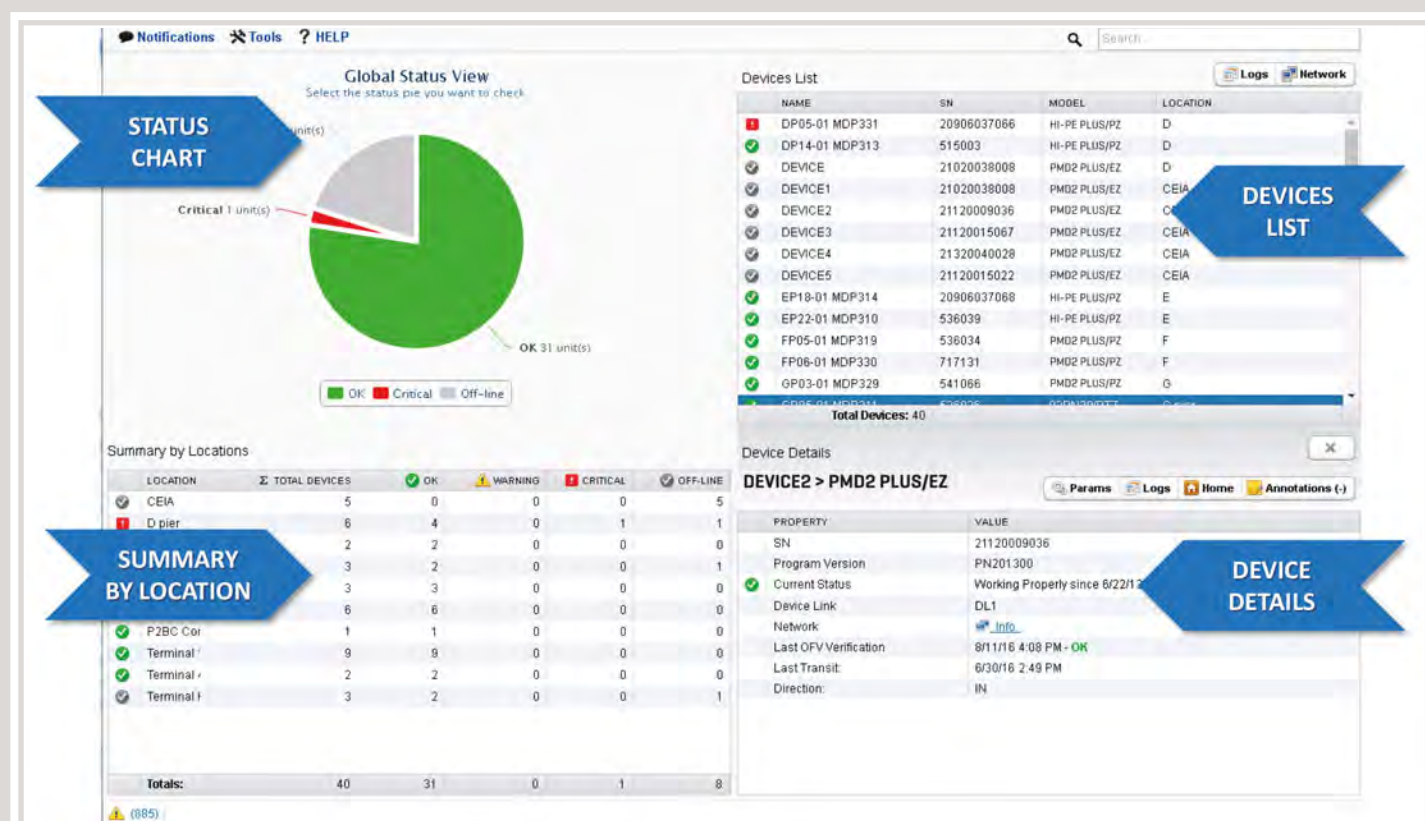 Notifications Tools ? HELP
Search...
Global Status View
Select the status pie you want to check
STATUS
CHART
unit(s)
Critical 1 unit(s)
OK 31 unit(s)
OK Critical Off-line
Devices List
Logs Network
NAME SN MODEL LOCATION
DP05-01 MDP331 20906037066 HI-PE PLUS/PZ D
DP14-01 MDP313 515003 HI-PE PLUS/PZ D
DEVICE 21020038008 PMD2 PLUS/EZ D
DEVICE1 21020038008 PMD2 PLUS/EZ CEIA
DEVICE2 21120009036 PMD2 PLUS/EZ
DEVICE3 21120015067 PMD2 PLUS/EZ CEIA
DEVICE4 21320040028 PMD2 PLUS/EZ CEIA
DEVICE5 21120015022 PMD2 PLUS/EZ CEIA
EP18-01 MDP314 20906037068 HI-PE PLUS/PZ E
EP22-01 MDP310 536039 HI-PE PLUS/PZ E
FP05-01 MDP319 536034 PMD2 PLUS/PZ F
FP06-01 MDP330 717131 PMD2 PLUS/PZ F
GP03-01 MDP329 541066 PMD2 PLUS/PZ G
Total Devices: 40
DEVICES
LIST
Summary by Locations
LOCATION Σ TOTAL DEVICES OK WARNING CRITICAL OFF-LINE
CEIA 5 0 0 0 5
D pier 6 4 0 1 1
2 2 0 0 0
3 2 0 0 1
3 3 0 0 0
6 0 0 0
P2BC Cor 1 1 0 0 0
Terminal 9 9 0 0 0
Terminal 2 2 0 0 0
Terminal 3 2 0 0 1
Totals: 40 31 0 1 8
SUMMARY
BY LOCATION
(885)
Device Details
DEVICE2 > PMD2 PLUS/EZ
Params Logs Home Annotations (-)
PROPERTY VALUE
SN 21120009036
Program Version PN201300
Current Status Working Properly since 6/22/1
Device Link DL1
Network Info
Last OFV Verification 8/11/16 4:08 PM - OK
Last Transit: 6/30/16 2:49 PM
Direction: IN
DEVICE
DETAILS